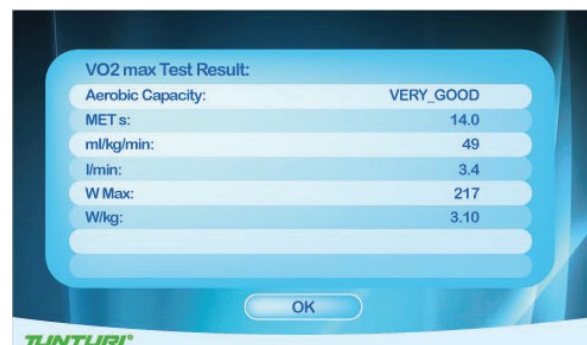 VO2 max Test Result:
Aerobic Capacity: VERY_GOOD
MET s: 14.0
ml/kg/min: 49
l/min: 3.4
W Max: 217
W/kg: 3.10
OK
TUNTURI®